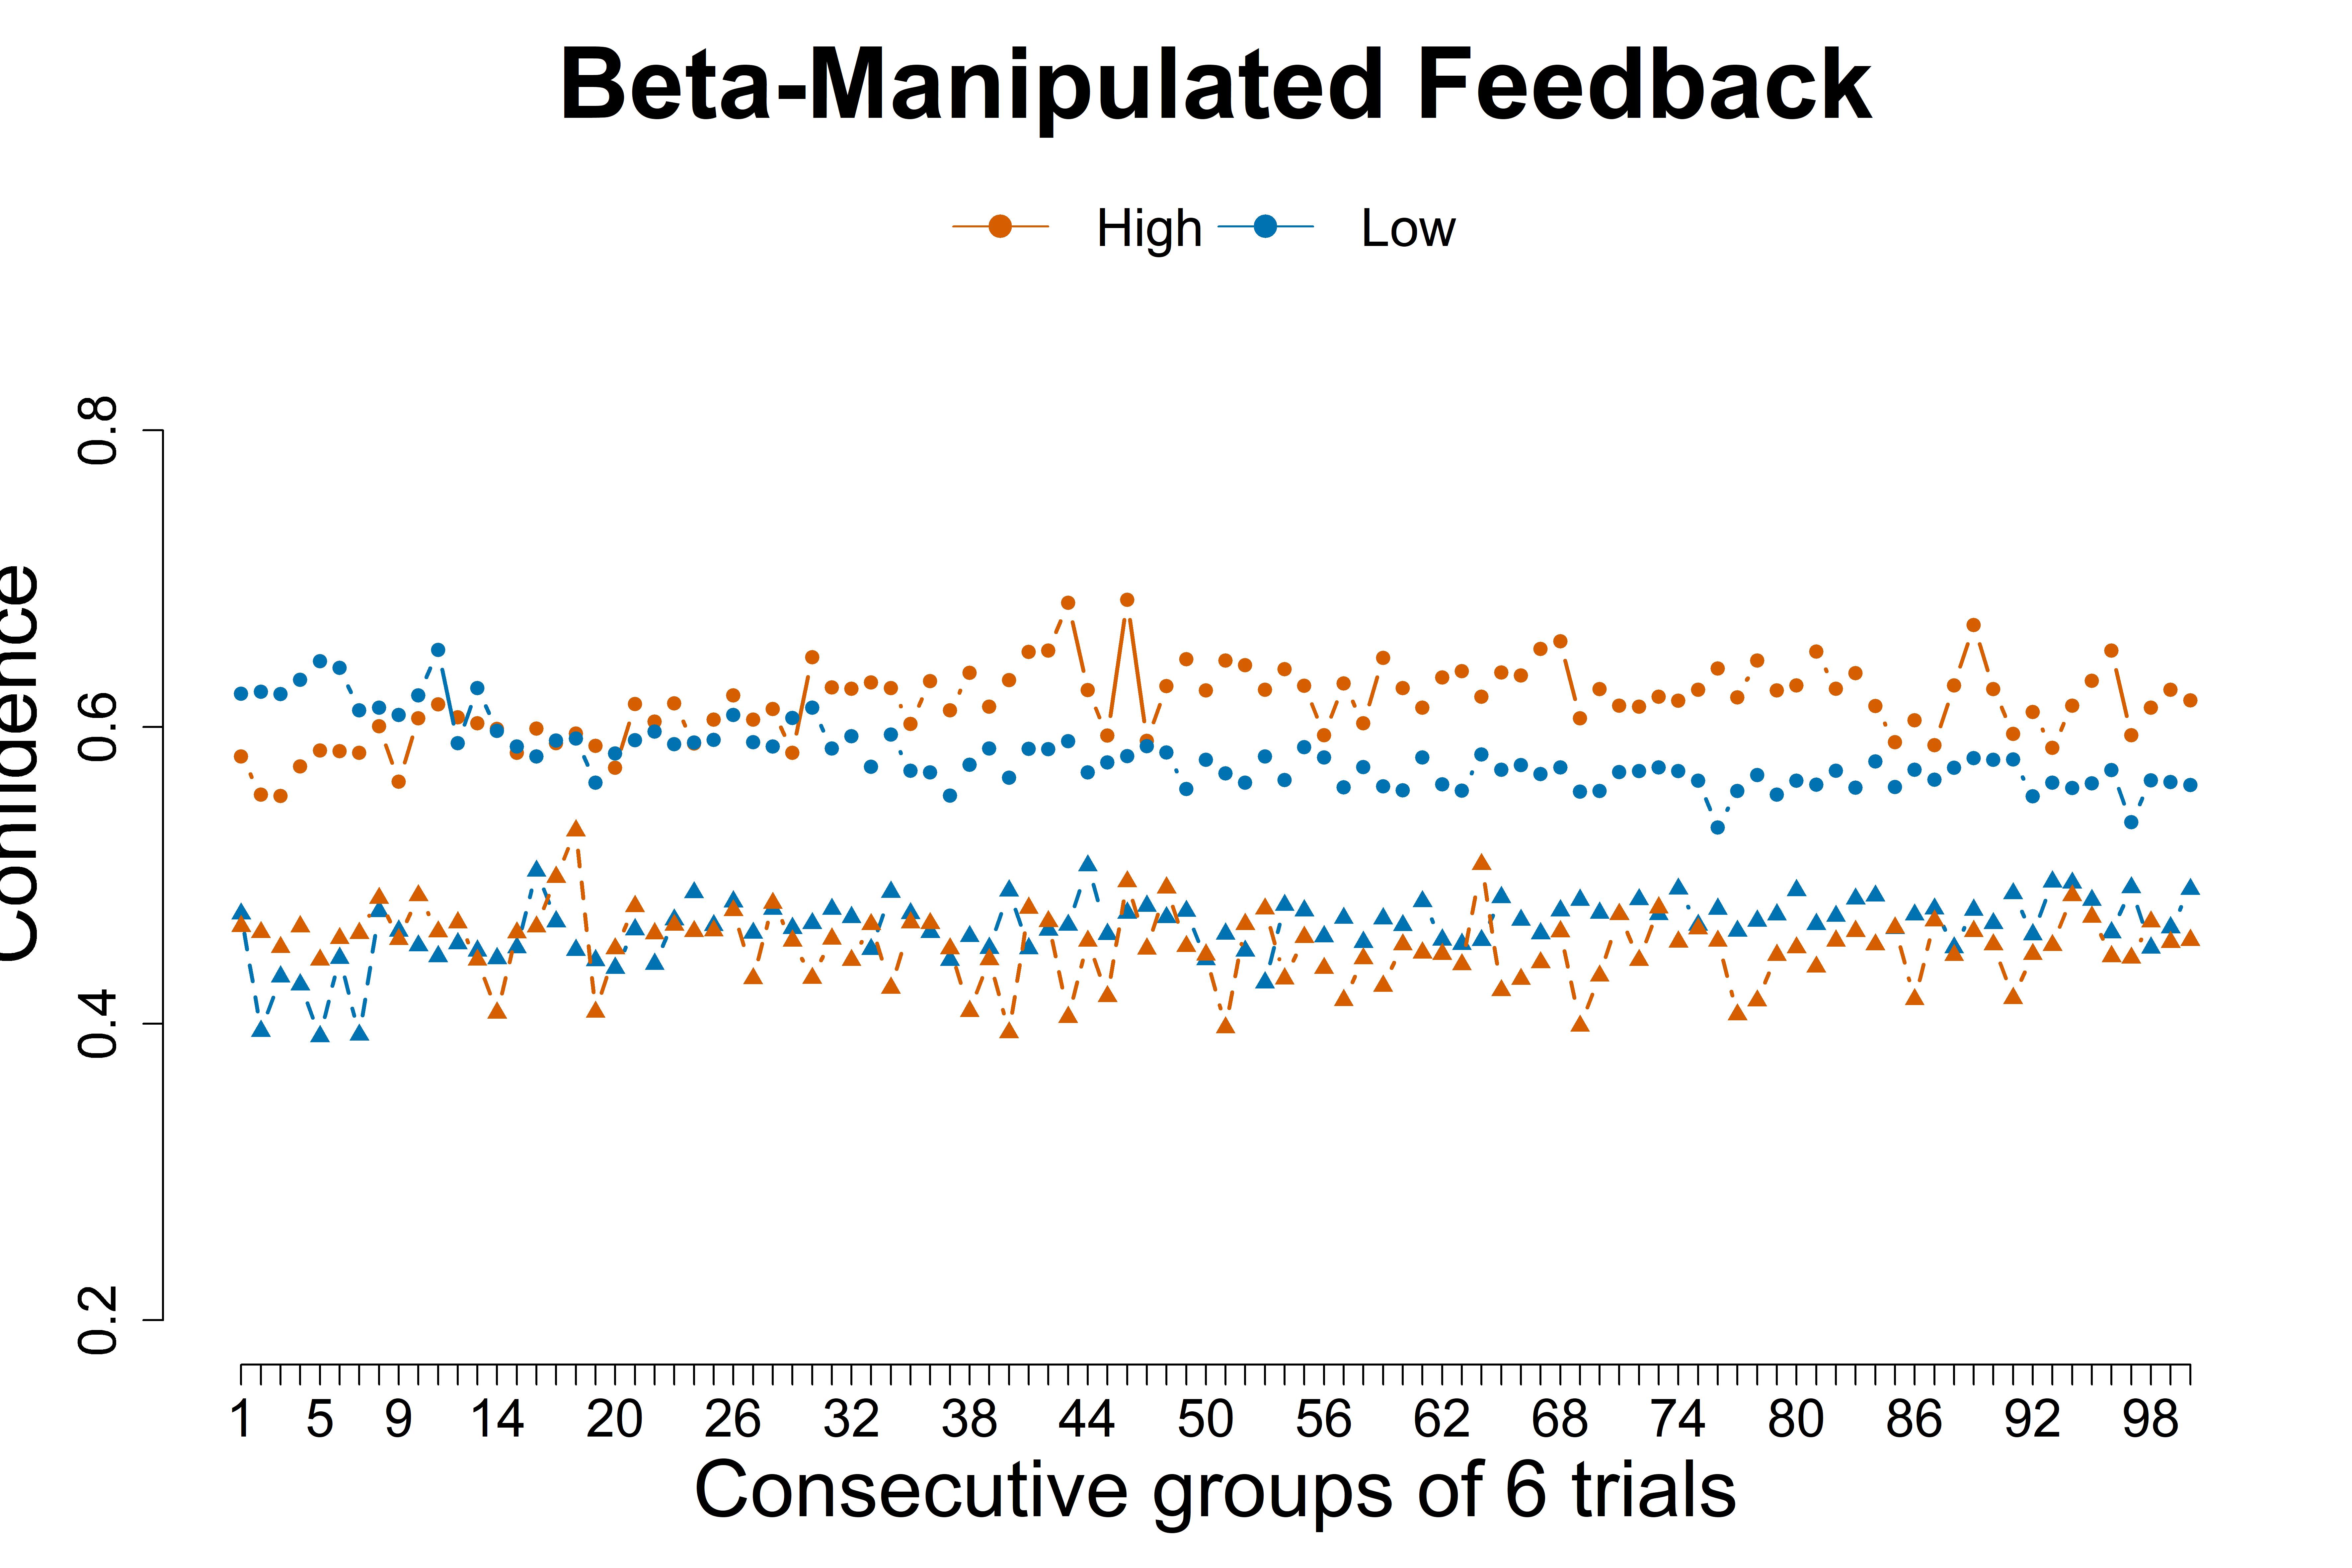 Beta-Manipulated Feedback
High Low
Confidence
0.8
0.6
0.4
0.2
1 5 9 14 20 26 32 38 44 50 56 62 68 74 80 86 92 98
Consecutive groups of 6 trials